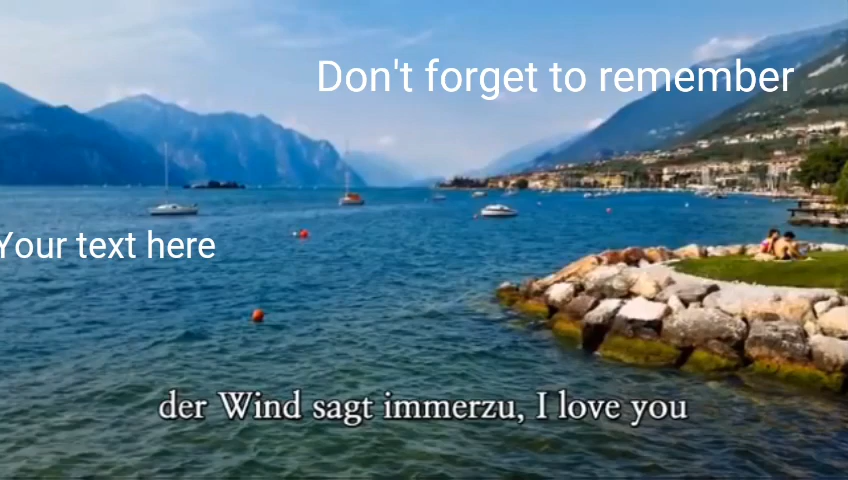 Don't forget to remember
Your text here
der Wind sagt immerzu, I love you